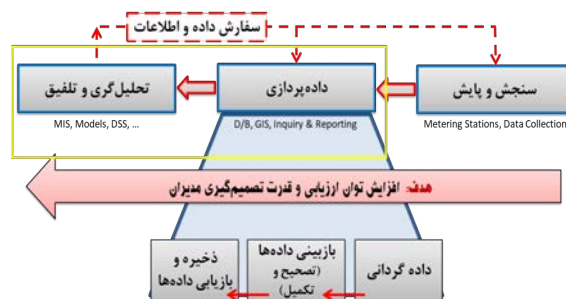 سفارش داده و اطلاعات
سنجش و پایش
داده‌پردازی
تحلیل‌گری و تلفیق
Metering Stations, Data Collection
D/B, GIS, Inquiry & Reporting
MIS, Models, DSS, ...
هدف: افزایش توان ارزیابی و قدرت تصمیم‌گیری مدیران
داده گردانی
بازبینی داده‌ها
(تصحیح و
تکمیل)
ذخیره و
بازیابی داده‌ها